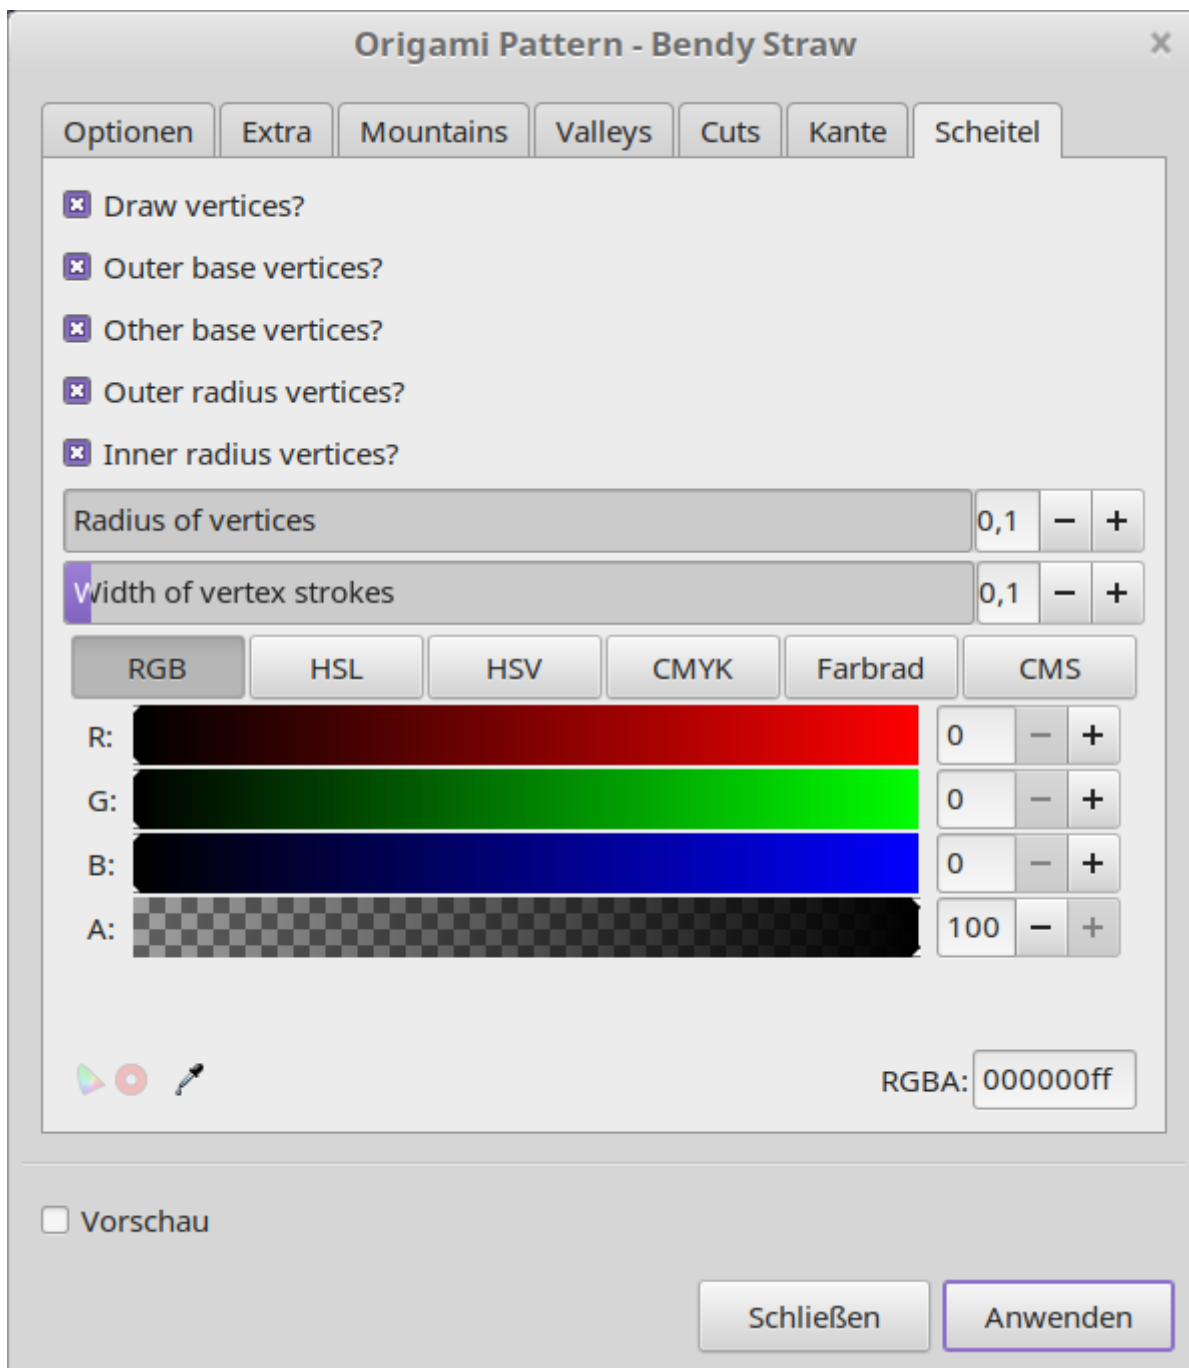 Origami Pattern - Bendy Straw
Optionen Extra Mountains Valleys Cuts Kante Scheitel
Draw vertices?
Outer base vertices?
Other base vertices?
Outer radius vertices?
Inner radius vertices?
Radius of vertices 0,1 − +
Width of vertex strokes 0,1 − +
RGB HSL HSV CMYK Farbrad CMS
R: 0 − +
G: 0 − +
B: 0 − +
A: 100 − +
RGBA: 000000ff
Vorschau
Schließen Anwenden